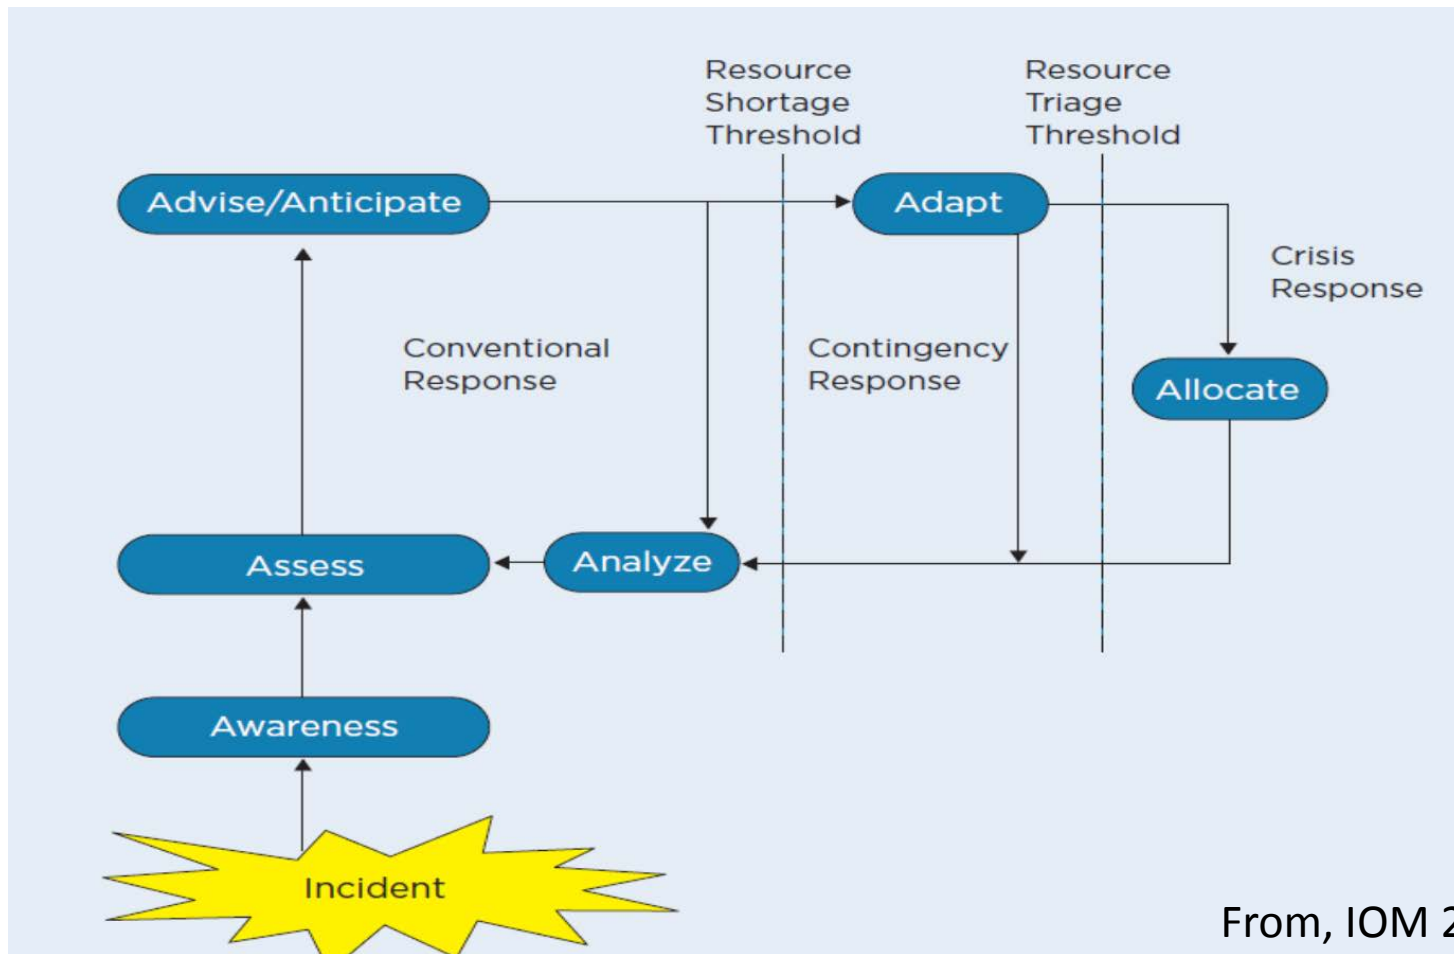 Resource
Shortage
Threshold
Resource
Triage
Threshold
Advise/Anticipate
Adapt
Crisis
Response
Conventional
Response
Contingency
Response
Allocate
Assess
Analyze
Awareness
Incident
From, IOM 2